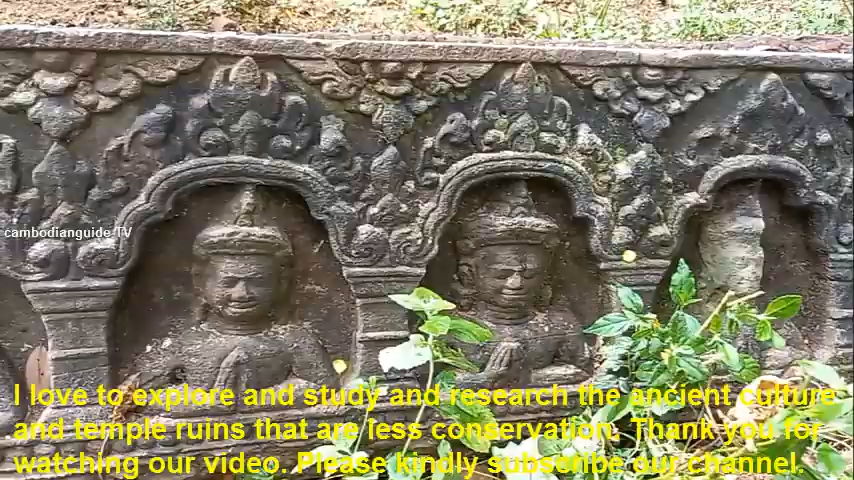 cambodianguide TV
I love to explore and study and research the ancient culture
and temple ruins that are less conservation. Thank you for
watching our video. Please kindly subscribe our channel.